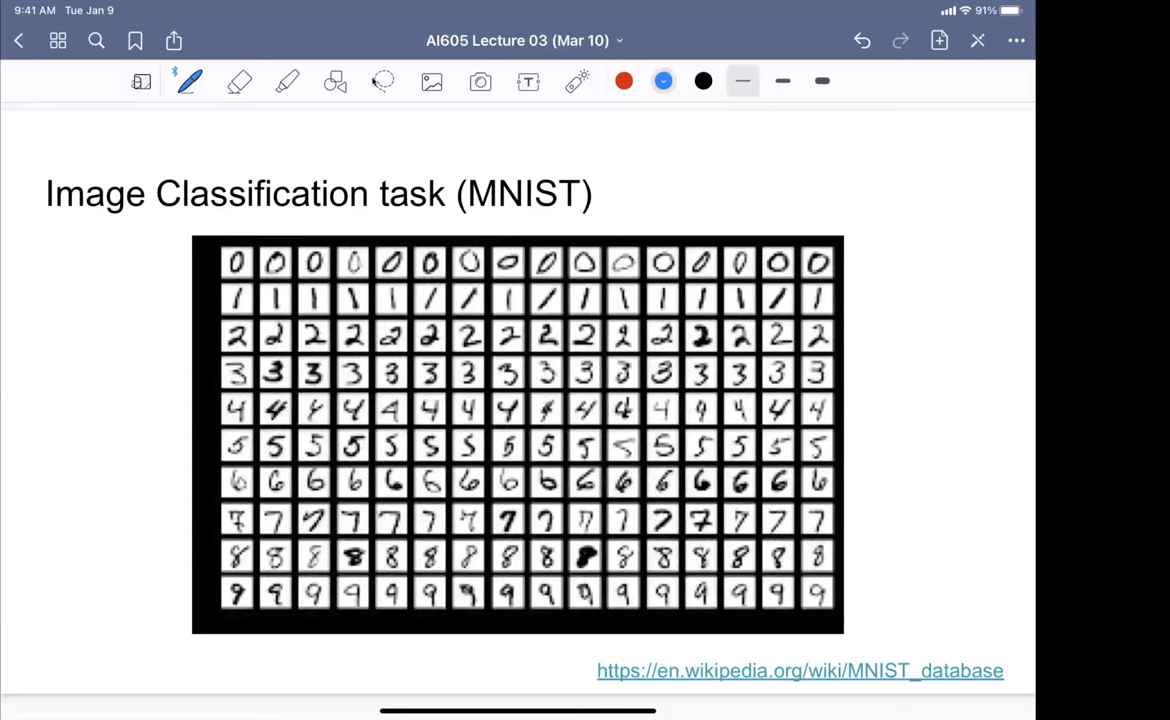 9:41 AM Tue Jan 9 91%
AI605 Lecture 03 (Mar 10)
T
Image Classification task (MNIST)
0 0 0 0 0 0 0 0 0 0 0 0 0 0 0 0
1 1 1 1 1 1 1 1 1 1 1 1 1 1 1 1
2 2 2 2 2 2 2 2 2 2 2 2 2 2 2 2
3 3 3 3 3 3 3 3 3 3 3 3 3 3 3 3
4 4 4 4 4 4 4 4 4 4 4 4 4 4 4 4
5 5 5 5 5 5 5 5 5 5 5 5 5 5 5 5
6 6 6 6 6 6 6 6 6 6 6 6 6 6 6 6
7 7 7 7 7 7 7 7 7 7 7 7 7 7 7 7
8 8 8 8 8 8 8 8 8 8 8 8 8 8 8 8
9 9 9 9 9 9 9 9 9 9 9 9 9 9 9 9
https://en.wikipedia.org/wiki/MNIST_database